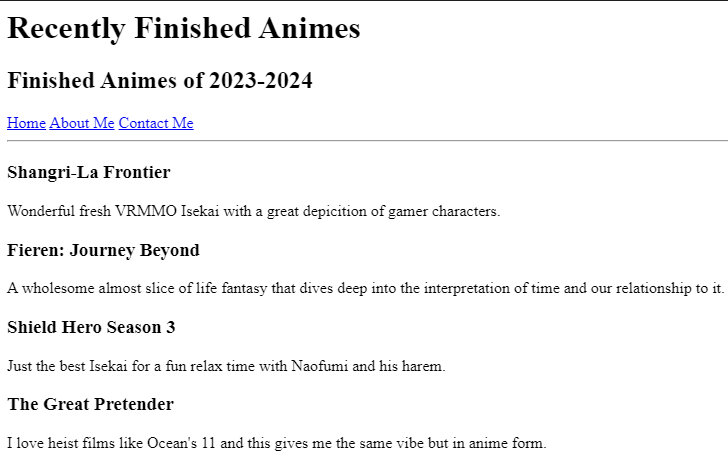 Recently Finished Animes
Finished Animes of 2023-2024
Home About Me Contact Me
Shangri-La Frontier
Wonderful fresh VRMMO Isekai with a great depicition of gamer characters.
Fieren: Journey Beyond
A wholesome almost slice of life fantasy that dives deep into the interpretation of time and our relationship to it.
Shield Hero Season 3
Just the best Isekai for a fun relax time with Naofumi and his harem.
The Great Pretender
I love heist films like Ocean's 11 and this gives me the same vibe but in anime form.